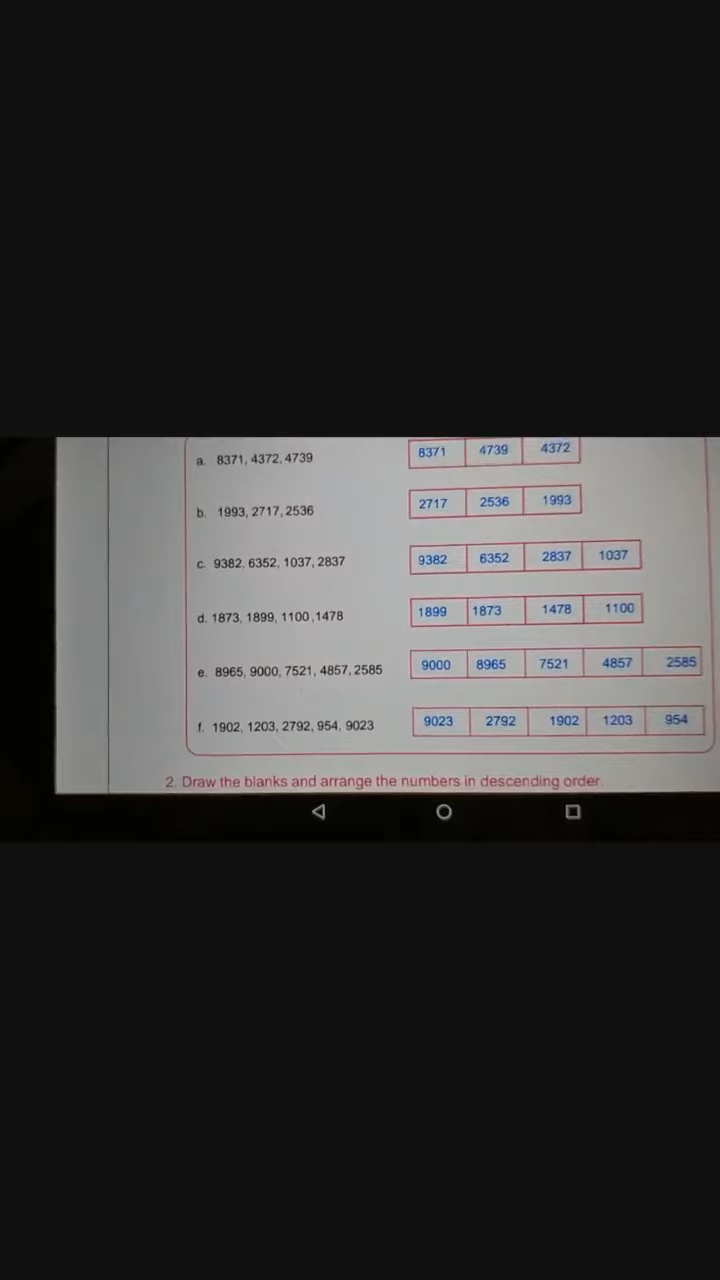 a. 8371, 4372, 4739 8371 4739 4372
b. 1993, 2717, 2536 2717 2536 1993
c. 9382, 6352, 1037, 2837 9382 6352 2837 1037
d. 1873, 1899, 1100 ,1478 1899 1873 1478 1100
e. 8965, 9000, 7521, 4857, 2585 9000 8965 7521 4857 2585
f. 1902, 1203, 2792, 954, 9023 9023 2792 1902 1203 954
2. Draw the blanks and arrange the numbers in descending order